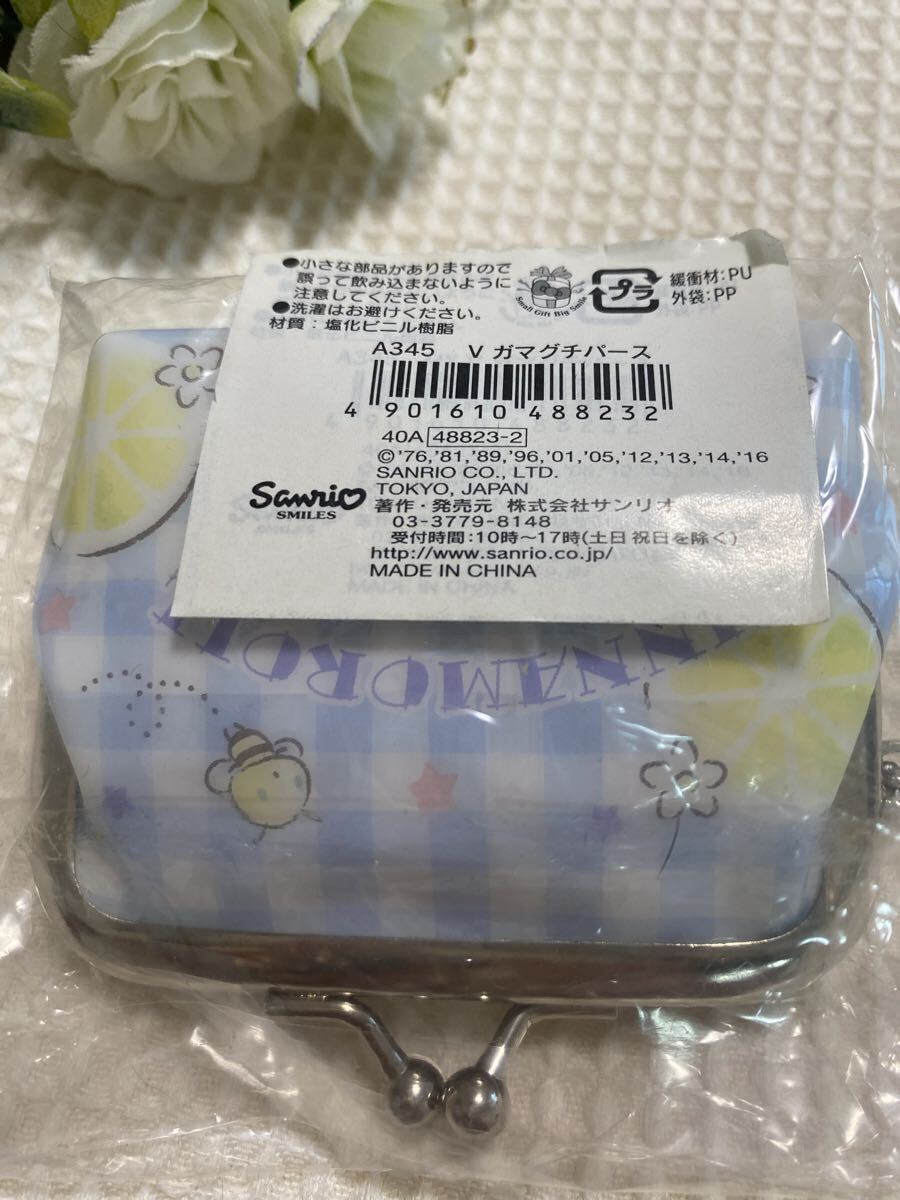 ●小さな部品がありますので
誤って飲み込まないように
注意してください。
●洗濯はお避けください。
材質：塩化ビニル樹脂
Small Gift Big Smile
プラ
緩衝材:PU
外袋:PP
A345 V ガマグチパース
4 901610 488232
40A 48823-2
©'76,'81,'89,'96,'01,'05,'12,'13,'14,'16
SANRIO CO., LTD.
TOKYO, JAPAN
Sanrio
SMILES
著作・発売元 株式会社サンリオ
03-3779-8148
受付時間：10時～17時(土日祝日を除く)
http://www.sanrio.co.jp/
MADE IN CHINA